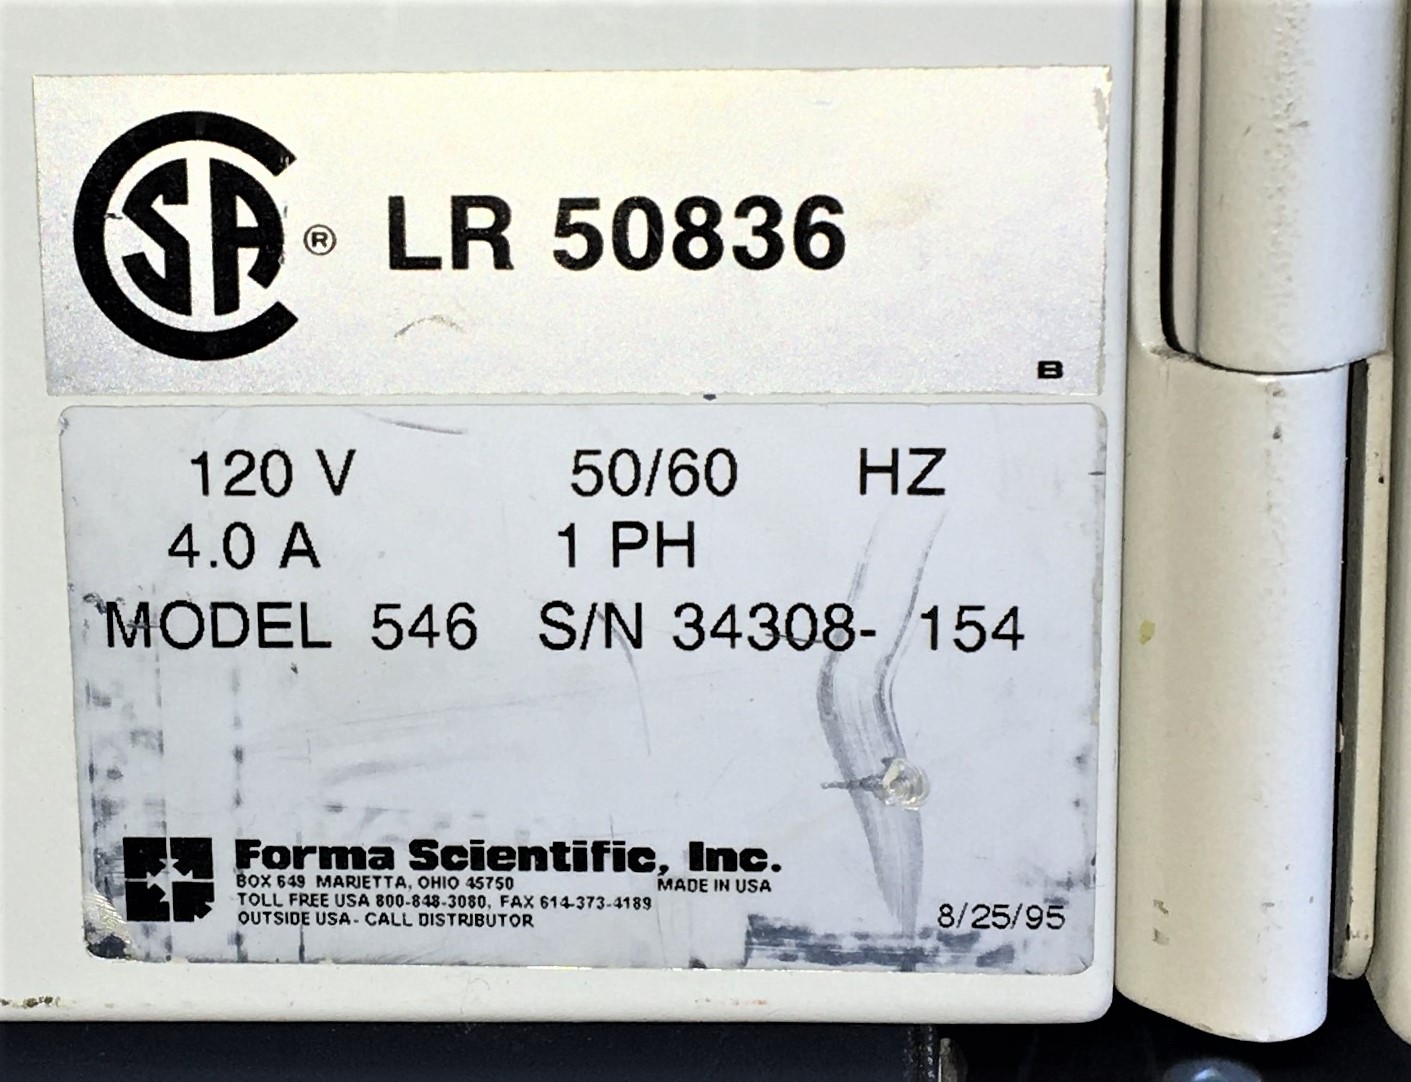 CSA ® LR 50836
B
120 V 50/60 HZ
4.0 A 1 PH
MODEL 546 S/N 34308- 154
Forma Scientific, Inc.
BOX 649 MARIETTA, OHIO 45750 MADE IN USA
TOLL FREE USA 800-848-3080, FAX 614-373-4189
OUTSIDE USA - CALL DISTRIBUTOR
8/25/95